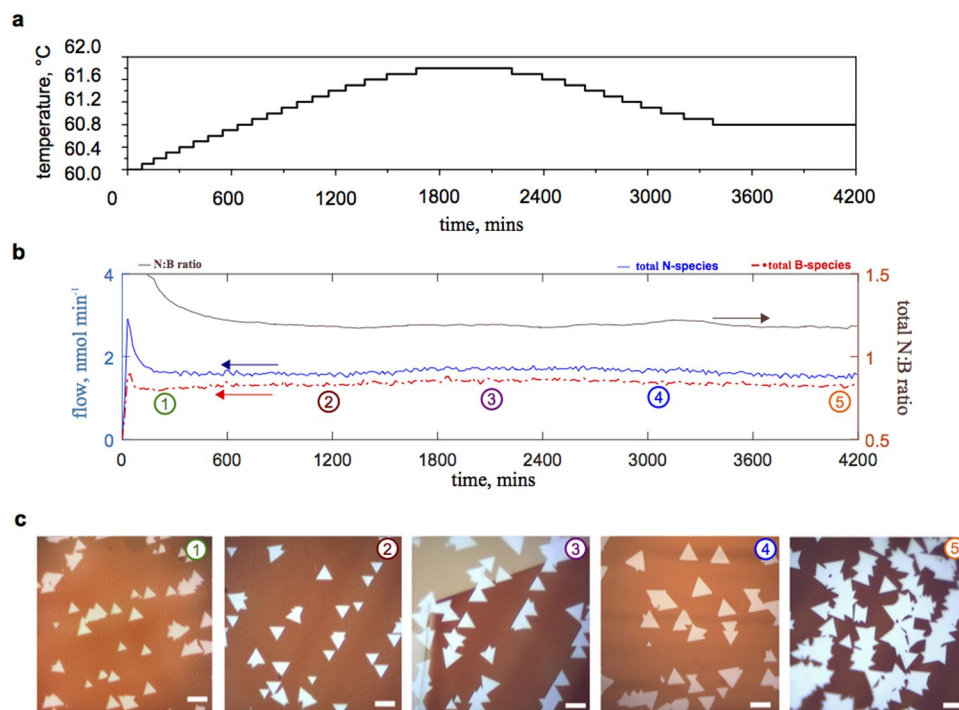 a
temperature, °C
62.0
61.6
61.2
60.8
60.4
60.0
0 600 1200 1800 2400 3000 3600 4200
time, mins
b
N:B ratio total N-species total B-species
flow, nmol min⁻¹
4
2
0
1.5
1
0.5
total N:B ratio
1 2 3 4 5
0 600 1200 1800 2400 3000 3600 4200
time, mins
c
1 2 3 4 5